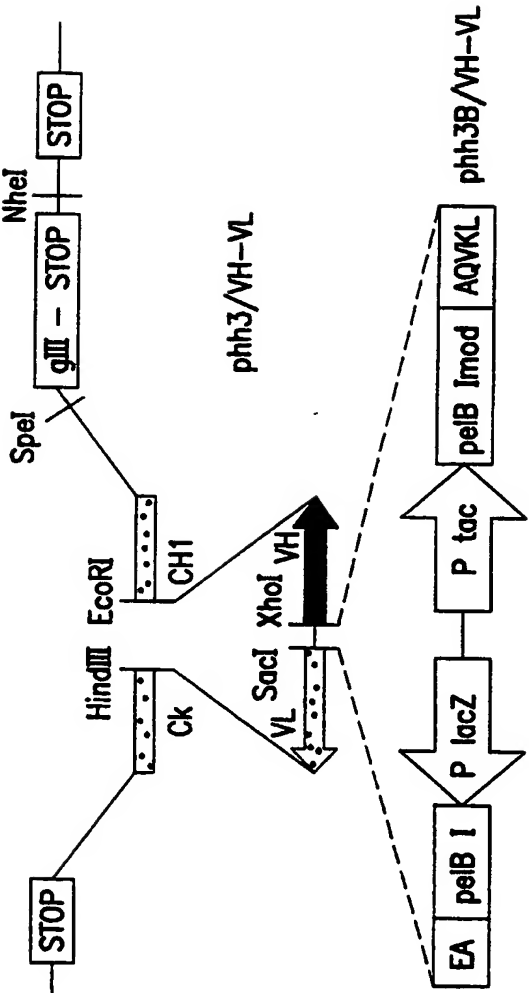 STOP
HindIII
Ck
EcoRI
CH1
SpeI
gIII – STOP
NheI
STOP
phh3/VH–VL
VL
SacI
XhoI
VH
EA
pelB I
P lacZ
P tac
pelB Imod
AQVKL
phh3B/VH–VL